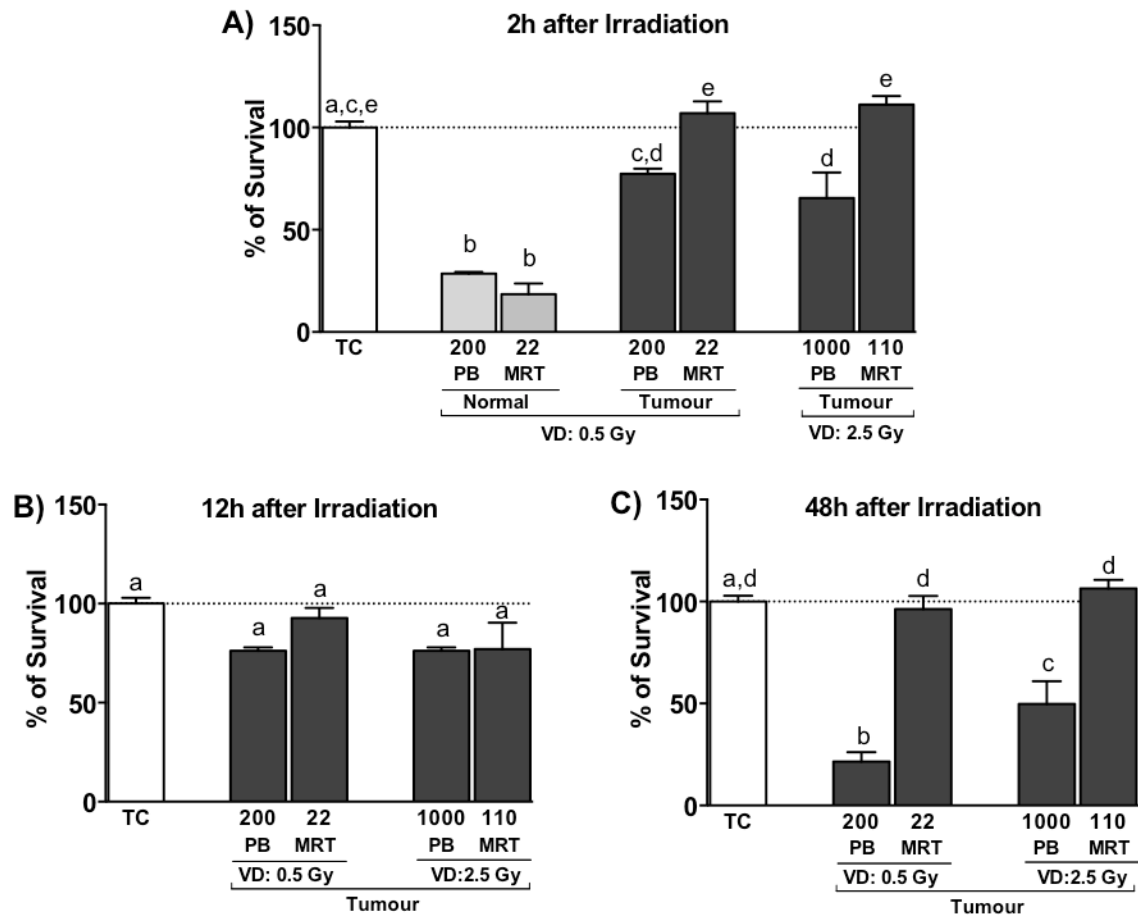 A) 2h after Irradiation
% of Survival
150
100
50
0
a,c,e
b
b
c,d
e
d
e
TC 200 22 200 22 1000 110
PB MRT PB MRT PB MRT
Normal Tumour Tumour
VD: 0.5 Gy VD: 2.5 Gy
B) 12h after Irradiation
% of Survival
150
100
50
0
a
a
a
a
a
TC 200 22 1000 110
PB MRT PB MRT
VD: 0.5 Gy VD:2.5 Gy
Tumour
C) 48h after Irradiation
% of Survival
150
100
50
0
a,d
b
d
c
d
TC 200 22 1000 110
PB MRT PB MRT
VD: 0.5 Gy VD:2.5 Gy
Tumour